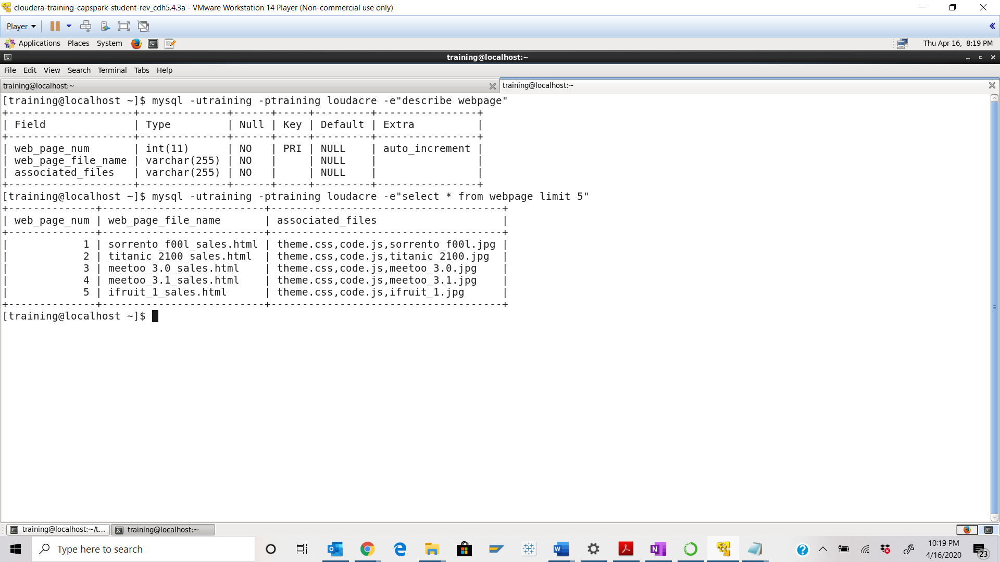 cloudera-training-capspark-student-rev_cdh5.4.3a - VMware Workstation 14 Player (Non-commercial use only)
Player
Applications Places System Thu Apr 16, 8:19 PM
training@localhost:~
File Edit View Search Terminal Tabs Help
training@localhost:~ training@localhost:~
[training@localhost ~]$ mysql -utraining -ptraining loudacre -e"describe webpage"
+--------------------+--------------+------+-----+---------+----------------+
| Field              | Type         | Null | Key | Default | Extra          |
+--------------------+--------------+------+-----+---------+----------------+
| web_page_num       | int(11)      | NO   | PRI | NULL    | auto_increment |
| web_page_file_name | varchar(255) | NO   |     | NULL    |                |
| associated_files   | varchar(255) | NO   |     | NULL    |                |
+--------------------+--------------+------+-----+---------+----------------+
[training@localhost ~]$ mysql -utraining -ptraining loudacre -e"select * from webpage limit 5"
+--------------+--------------------------+-------------------------------------+
| web_page_num | web_page_file_name       | associated_files                    |
+--------------+--------------------------+-------------------------------------+
|            1 | sorrento_f00l_sales.html | theme.css,code.js,sorrento_f00l.jpg |
|            2 | titanic_2100_sales.html  | theme.css,code.js,titanic_2100.jpg  |
|            3 | meetoo_3.0_sales.html    | theme.css,code.js,meetoo_3.0.jpg    |
|            4 | meetoo_3.1_sales.html    | theme.css,code.js,meetoo_3.1.jpg    |
|            5 | ifruit_1_sales.html      | theme.css,code.js,ifruit_1.jpg      |
+--------------+--------------------------+-------------------------------------+
[training@localhost ~]$
training@localhost:~/t... training@localhost:~
Type here to search
10:19 PM
4/16/2020
23